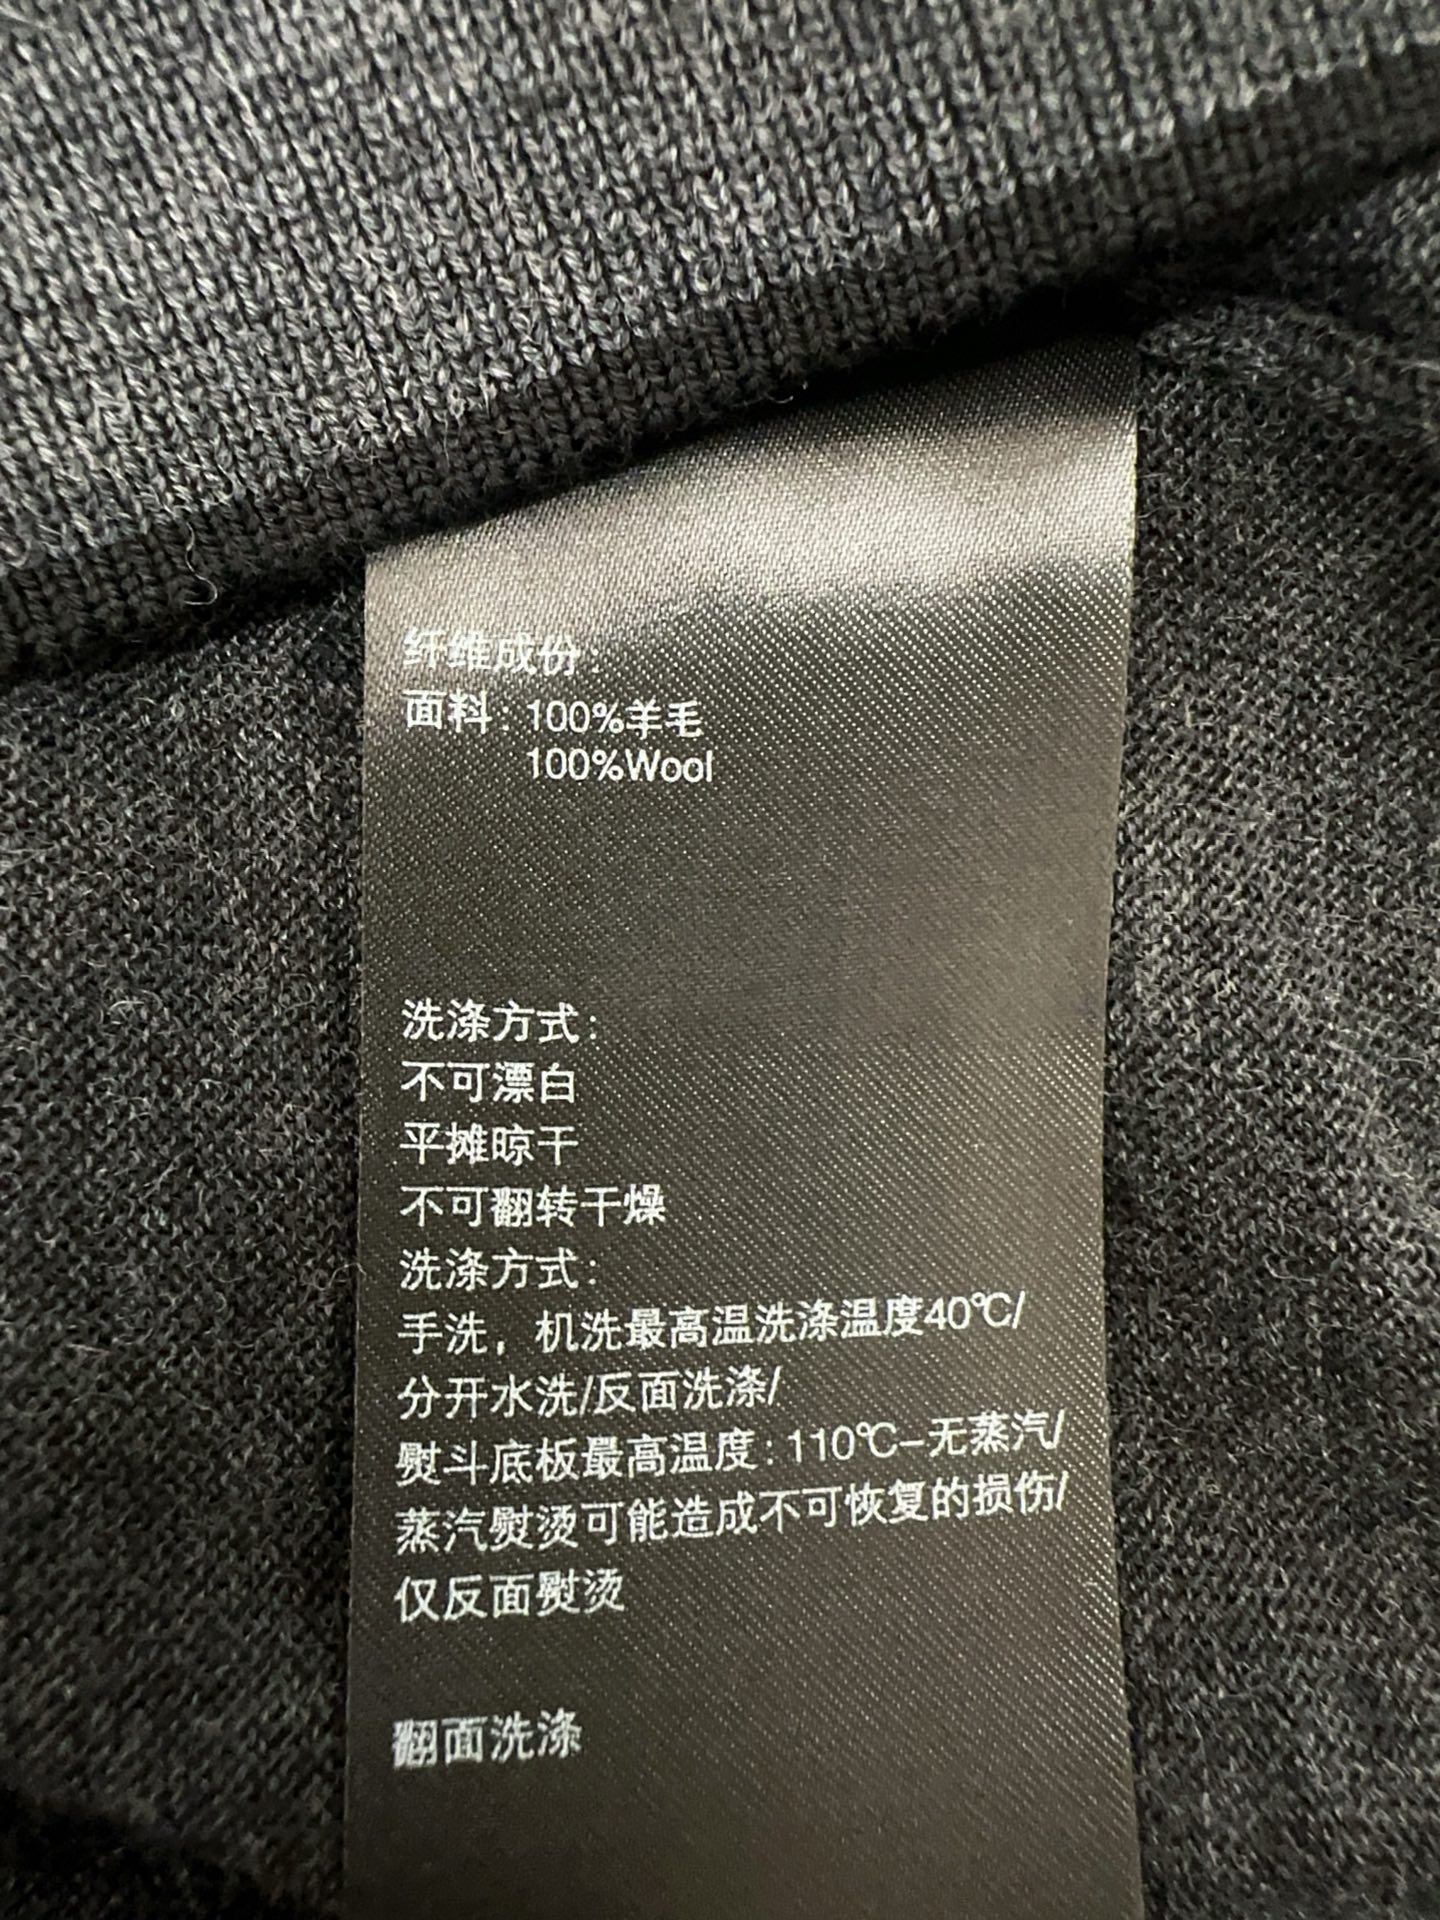 纤维成份:
面料: 100%羊毛
100%Wool
洗涤方式:
不可漂白
平摊晾干
不可翻转干燥
洗涤方式:
手洗，机洗最高温洗涤温度40℃/
分开水洗/反面洗涤/
熨斗底板最高温度: 110℃-无蒸汽/
蒸汽熨烫可能造成不可恢复的损伤/
仅反面熨烫
翻面洗涤